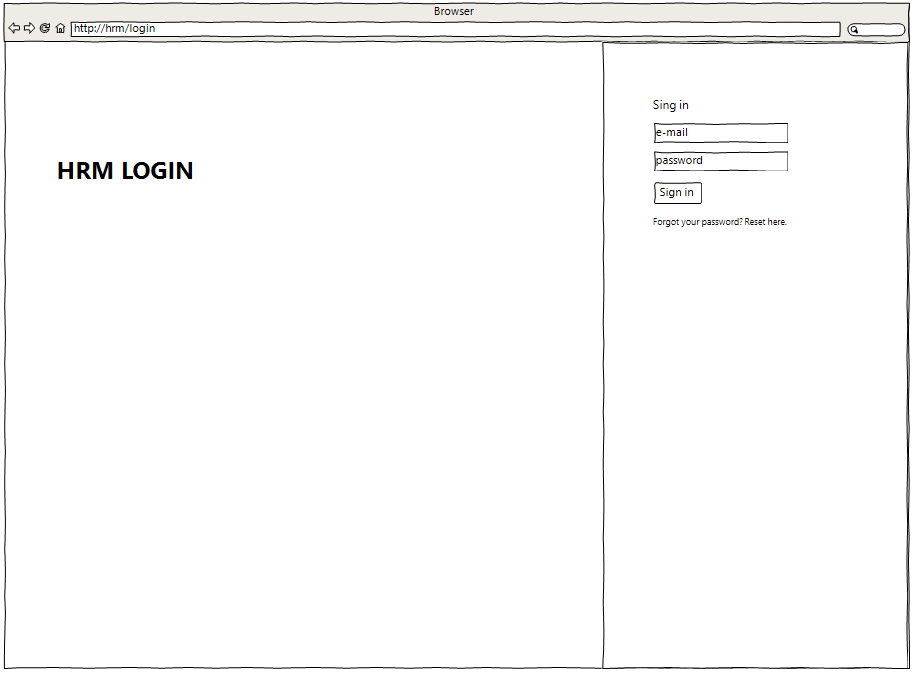 Browser
http://hrm/login
HRM LOGIN
Sing in
e-mail
password
Sign in
Forgot your password? Reset here.